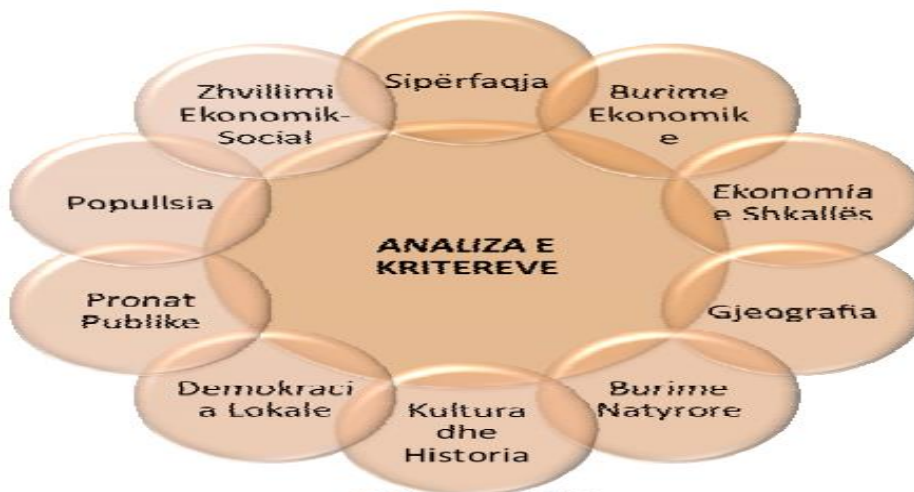 Sipërfaqja
Burime
Ekonomik
e
Ekonomia
e Shkallës
Gjeografia
Burime
Natyrore
Kultura
dhe
Historia
Demokraci
a Lokale
Pronat
Publike
Popullsia
Zhvillimi
Ekonomik-
Social
ANALIZA E
KRITEREVE